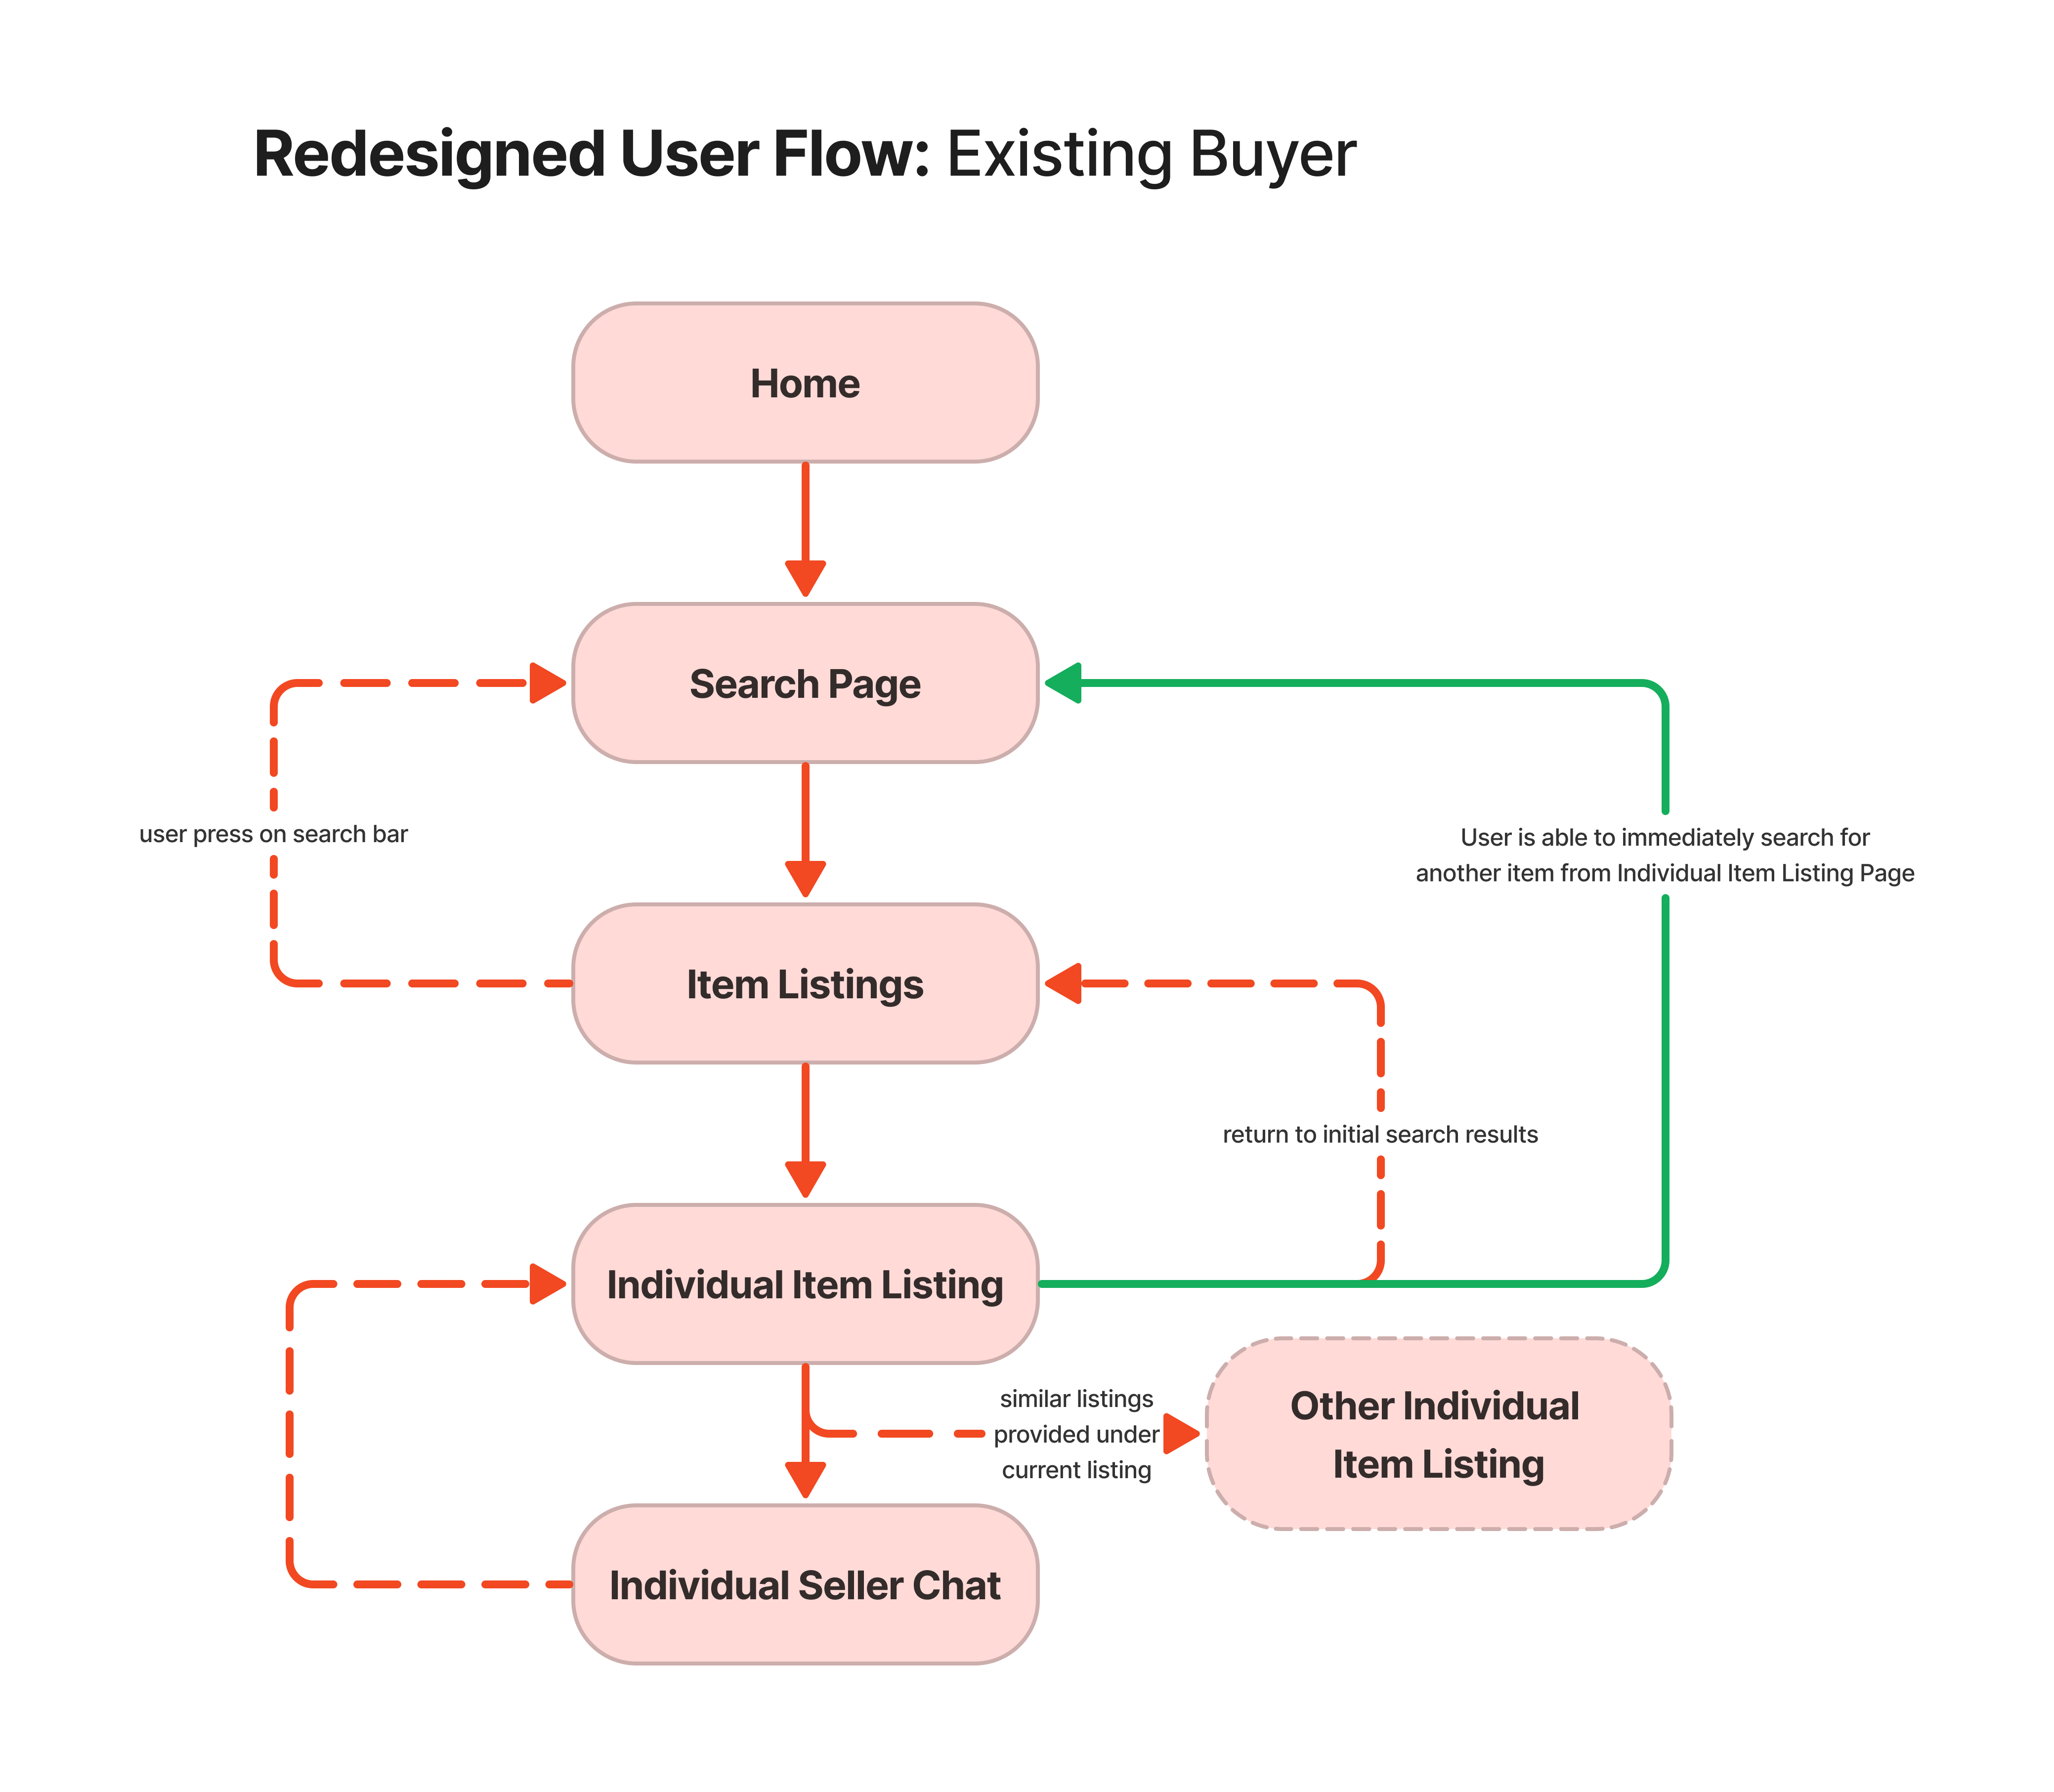 Redesigned User Flow: Existing Buyer
Home
Search Page
user press on search bar
User is able to immediately search for
another item from Individual Item Listing Page
Item Listings
return to initial search results
Individual Item Listing
similar listings
provided under
current listing
Other Individual
Item Listing
Individual Seller Chat